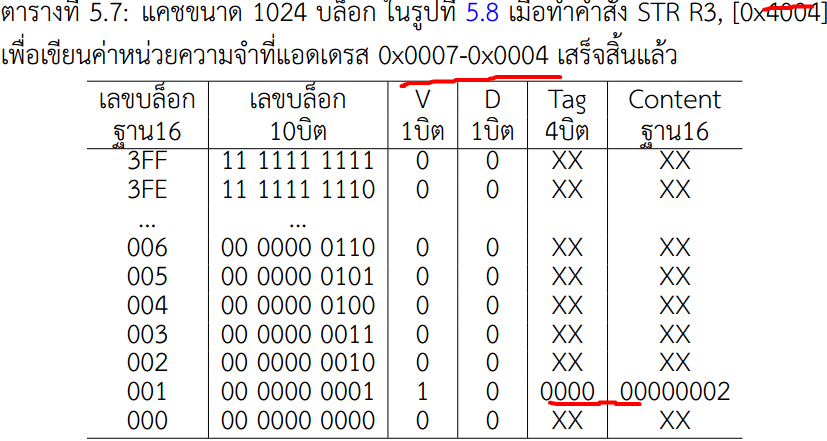 ตารางที่ 5.7: แคชขนาด 1024 บล็อก ในรูปที่ 5.8 เมื่อทำคำสั่ง STR R3, [0x4004]
เพื่อเขียนค่าหน่วยความจำที่แอดเดรส 0x0007-0x0004 เสร็จสิ้นแล้ว
เลขบล็อก เลขบล็อก V D Tag Content
ฐาน16 10บิต 1บิต 1บิต 4บิต ฐาน16
3FF 11 1111 1111 0 0 XX XX
3FE 11 1111 1110 0 0 XX XX
... ...
006 00 0000 0110 0 0 XX XX
005 00 0000 0101 0 0 XX XX
004 00 0000 0100 0 0 XX XX
003 00 0000 0011 0 0 XX XX
002 00 0000 0010 0 0 XX XX
001 00 0000 0001 1 0 0000 00000002
000 00 0000 0000 0 0 XX XX